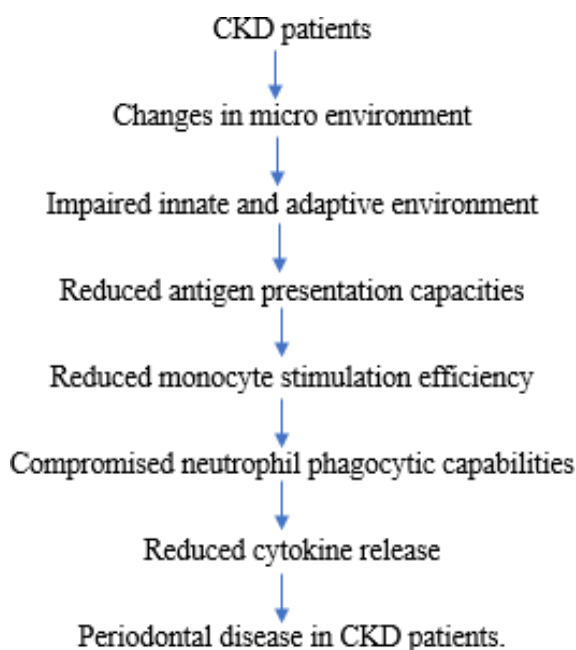 CKD patients
Changes in micro environment
Impaired innate and adaptive environment
Reduced antigen presentation capacities
Reduced monocyte stimulation efficiency
Compromised neutrophil phagocytic capabilities
Reduced cytokine release
Periodontal disease in CKD patients.